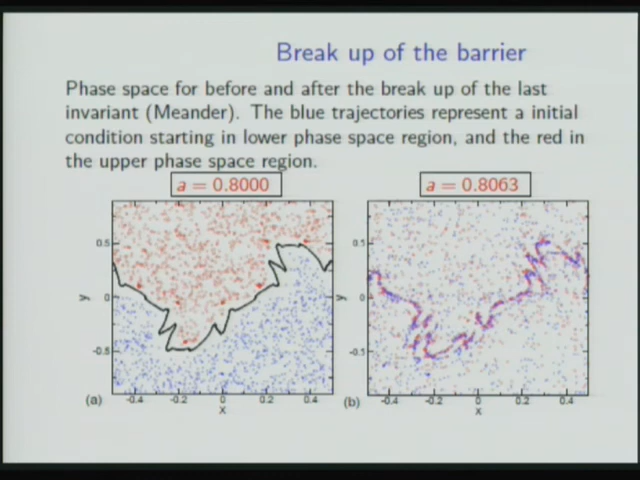 Break up of the barrier
Phase space for before and after the break up of the last
invariant (Meander). The blue trajectories represent a initial
condition starting in lower phase space region, and the red in
the upper phase space region.
a = 0.8000
a = 0.8063
0.5
0
-0.5
y
-0.4 -0.2 0 0.2 0.4
x
(a)
0.5
0
-0.5
y
-0.4 -0.2 0 0.2 0.4
x
(b)